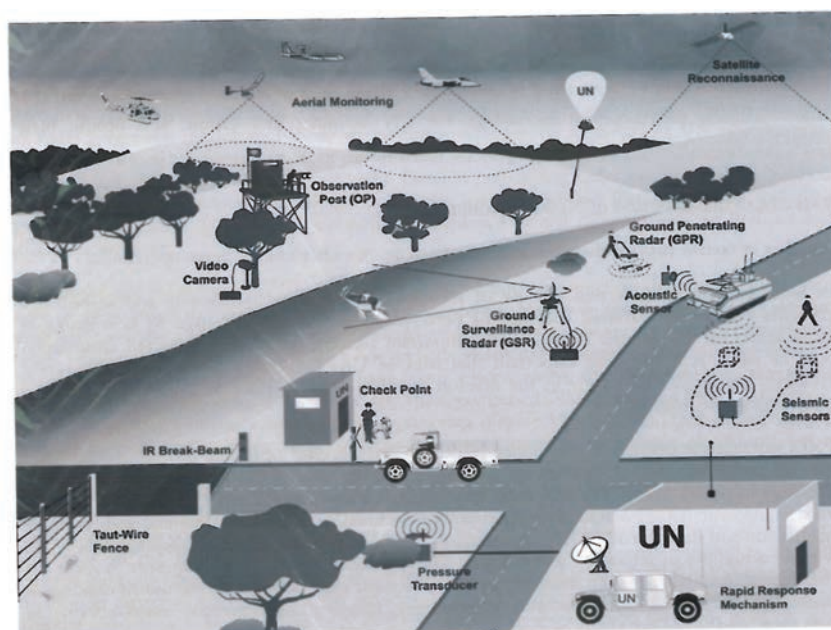 Satellite
Reconnaissance
UN
Aerial Monitoring
Observation
Post (OP)
Ground Penetrating
Radar (GPR)
Video
Camera
Acoustic
Sensor
Ground
Surveillance
Radar (GSR)
UN
Check Point
Seismic
Sensors
IR Break-Beam
UN
Taut-Wire
Fence
Pressure
Transducer
UN
Rapid Response
Mechanism